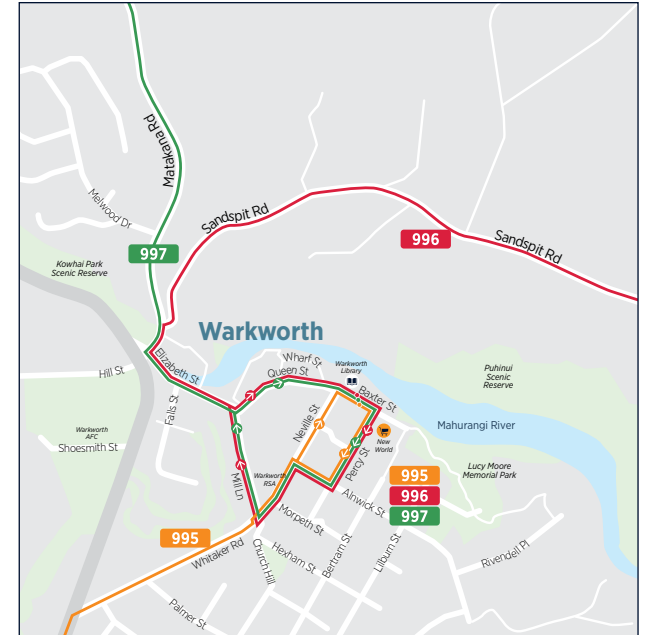 Matakana Rd
Melwood Dr
Sandspit Rd
996
Sandspit Rd
997
Kowhai Park
Scenic Reserve
Warkworth
Elizabeth St
Hill St
Falls St
Wharf St
Queen St
Warkworth
Library
Baxter St
Puhinui
Scenic
Reserve
Mahurangi River
Neville St
New
World
Warkworth
AFC
Shoesmith St
Mill Ln
Warkworth
RSA
Percy St
Lucy Moore
Memorial Park
995
996
997
Alnwick St
Morpeth St
995
Whitaker Rd
Church Hill
Hexham St
Bertram St
Lilburn St
Rivendell Pl
Palmer St